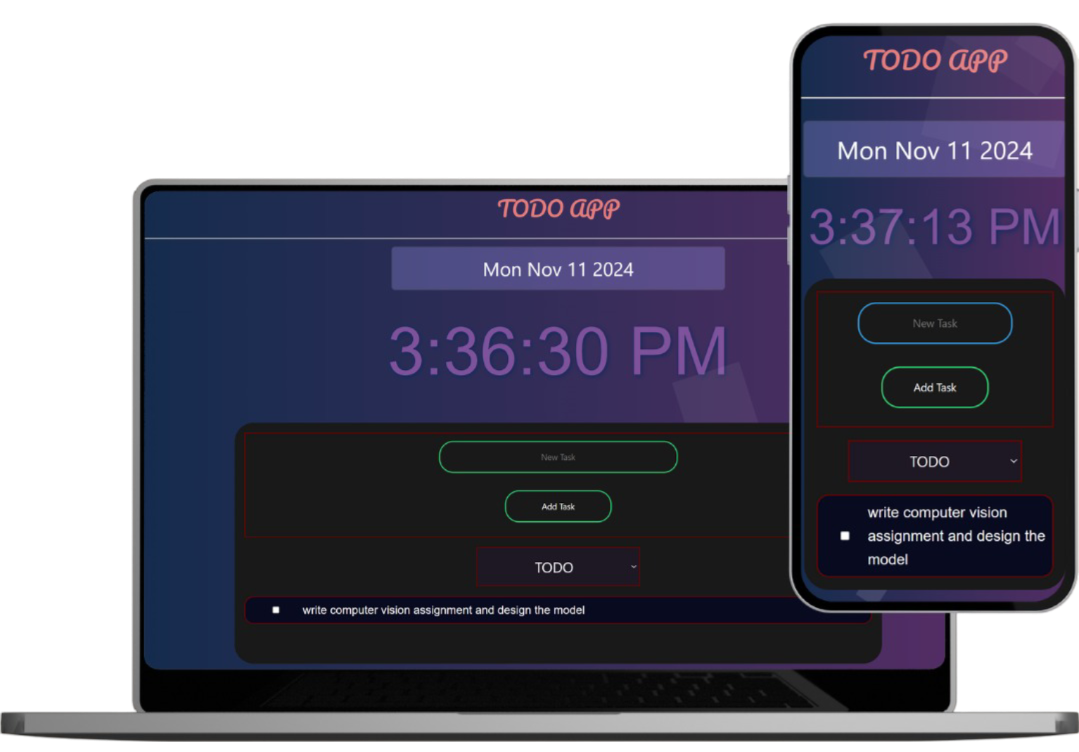 TODO APP
Mon Nov 11 2024
3:36:30 PM
New Task
Add Task
TODO
write computer vision assignment and design the model
TODO APP
Mon Nov 11 2024
3:37:13 PM
New Task
Add Task
TODO
write computer vision
assignment and design the
model